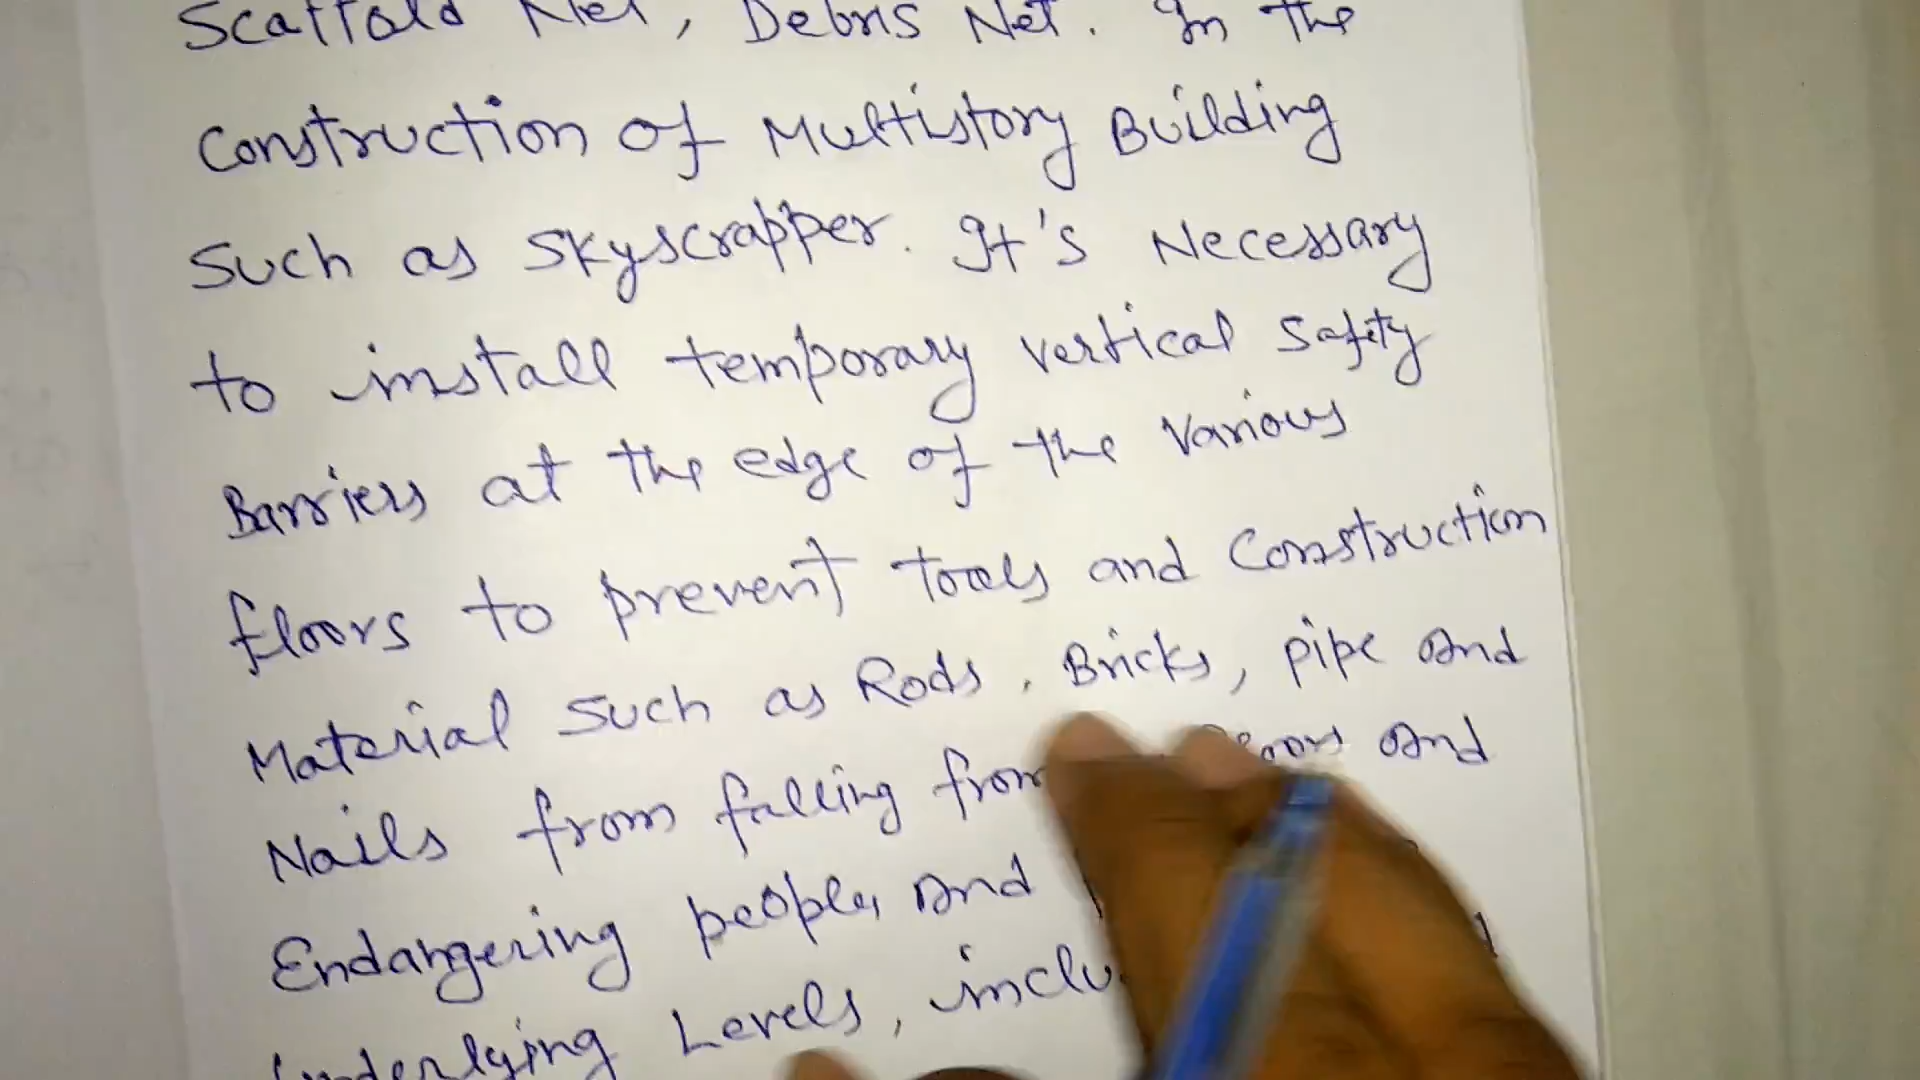 Scaffold Net, Debris Net. In the
Construction of Multistory Building
Such as Skyscrapper. It's Necessary
to install temporary vertical Safety
Barriers at the edge of the various
floors to prevent tools and Construction
Material Such as Rods, Bricks, pipe and
Nails from falling from and
Endangering people, and
Underlying Levels,